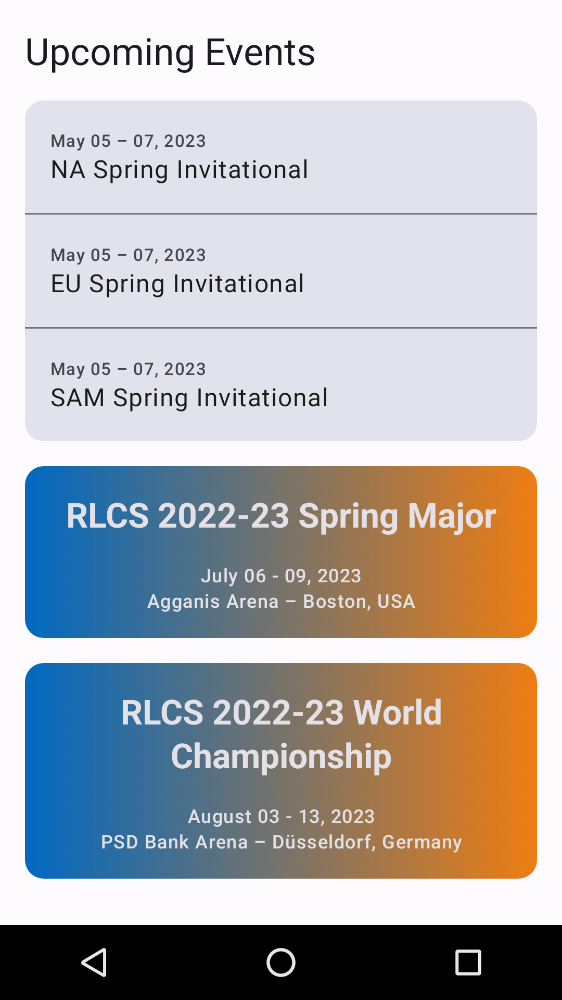 Upcoming Events
May 05 – 07, 2023
NA Spring Invitational
May 05 – 07, 2023
EU Spring Invitational
May 05 – 07, 2023
SAM Spring Invitational
RLCS 2022-23 Spring Major
July 06 - 09, 2023
Agganis Arena – Boston, USA
RLCS 2022-23 World
Championship
August 03 - 13, 2023
PSD Bank Arena – Düsseldorf, Germany